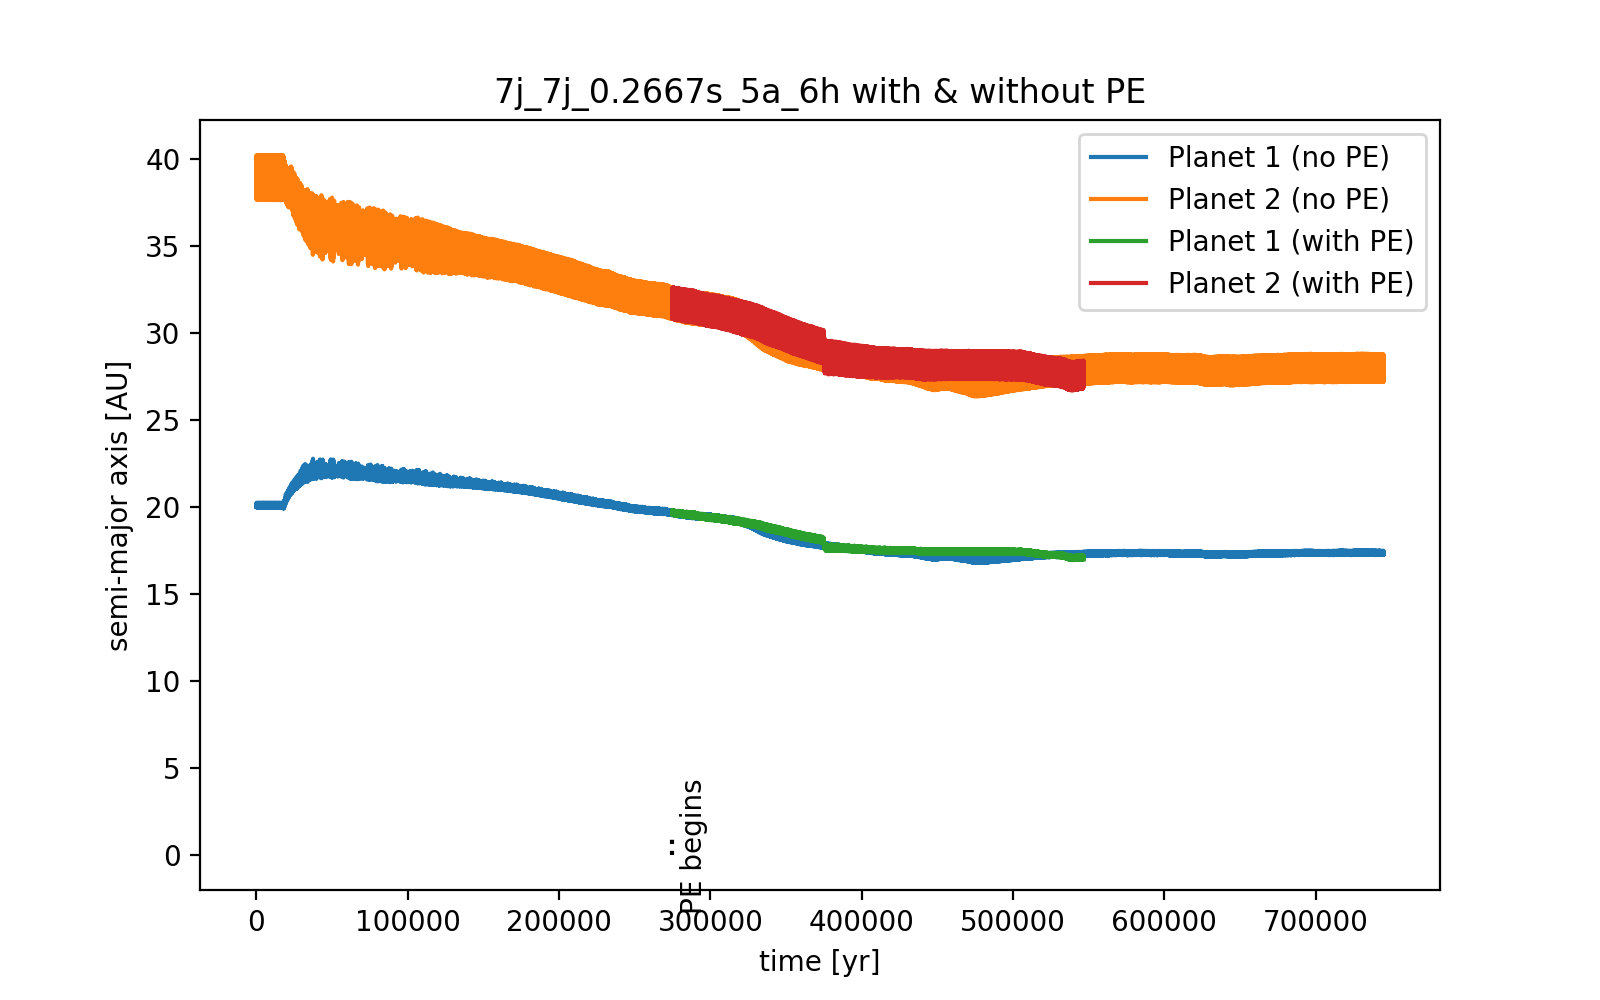 7j_7j_0.2667s_5a_6h with & without PE
Planet 1 (no PE)
Planet 2 (no PE)
Planet 1 (with PE)
Planet 2 (with PE)
semi-major axis [AU]
40
35
30
25
20
15
10
5
0
PE begins
0
100000
200000
300000
400000
500000
600000
700000
time [yr]